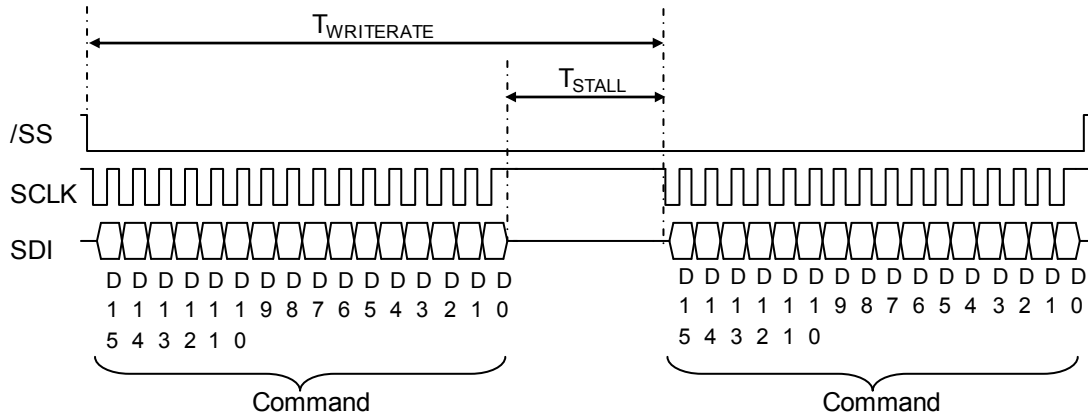 T_WRITERATE
T_STALL
/SS
SCLK
SDI
D D D D D D D D D D D D D D D D D D D D D D D D D D D D D D D D
1 1 1 1 1 1 9 8 7 6 5 4 3 2 1 0 1 1 1 1 1 1 9 8 7 6 5 4 3 2 1 0
5 4 3 2 1 0 5 4 3 2 1 0
Command Command